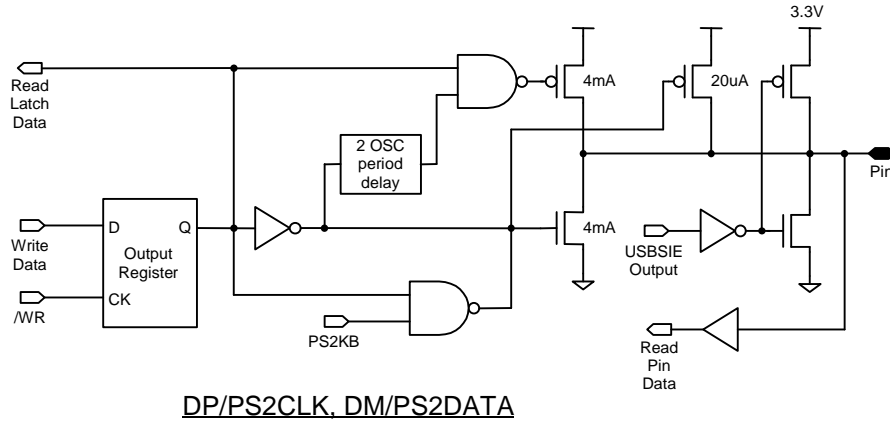 3.3V
Read
Latch
Data
4mA
20uA
2 OSC
period
delay
Pin
D
Q
Write
Data
Output
Register
4mA
USBSIE
Output
/WR
CK
PS2KB
Read
Pin
Data
DP/PS2CLK, DM/PS2DATA